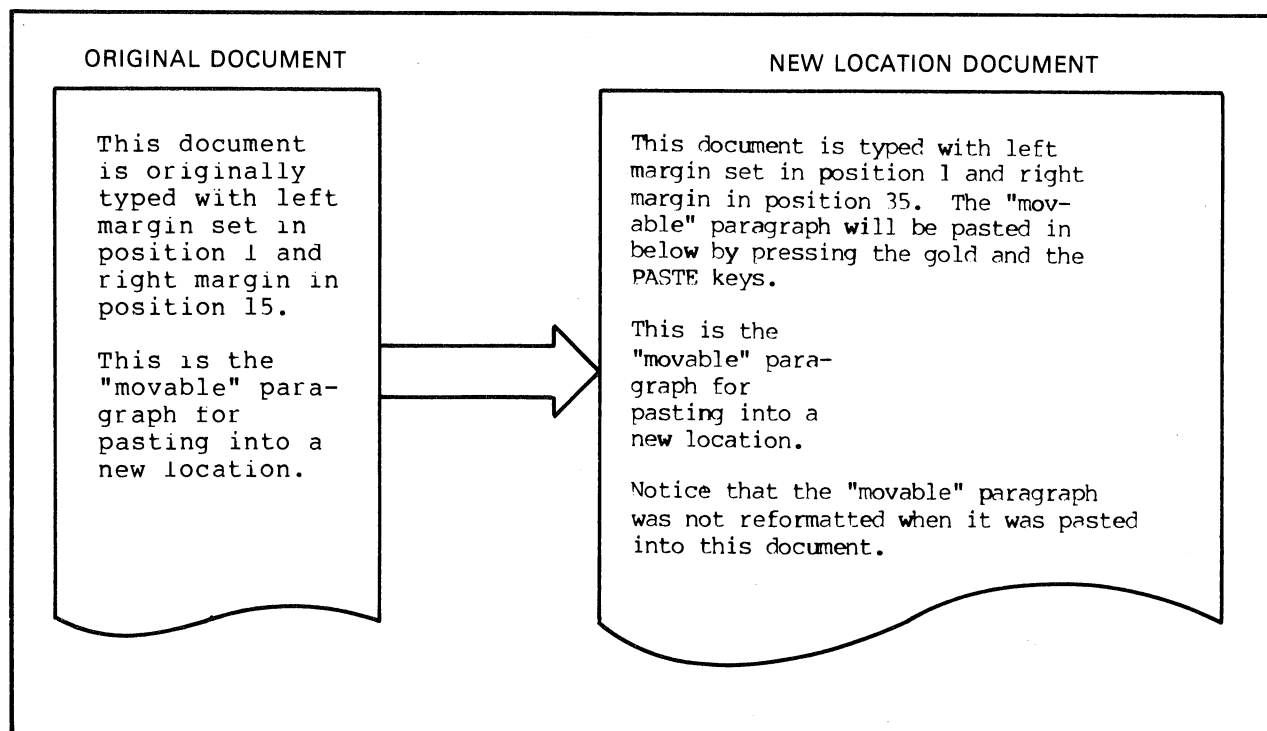 ORIGINAL DOCUMENT
This document
is originally
typed with left
margin set in
position 1 and
right margin in
position 15.
This is the
"movable" para-
graph for
pasting into a
new location.
NEW LOCATION DOCUMENT
This document is typed with left
margin set in position 1 and right
margin in position 35.  The "mov-
able" paragraph will be pasted in
below by pressing the gold and the
PASTE keys.
This is the
"movable" para-
graph for
pasting into a
new location.
Notice that the "movable" paragraph
was not reformatted when it was pasted
into this document.